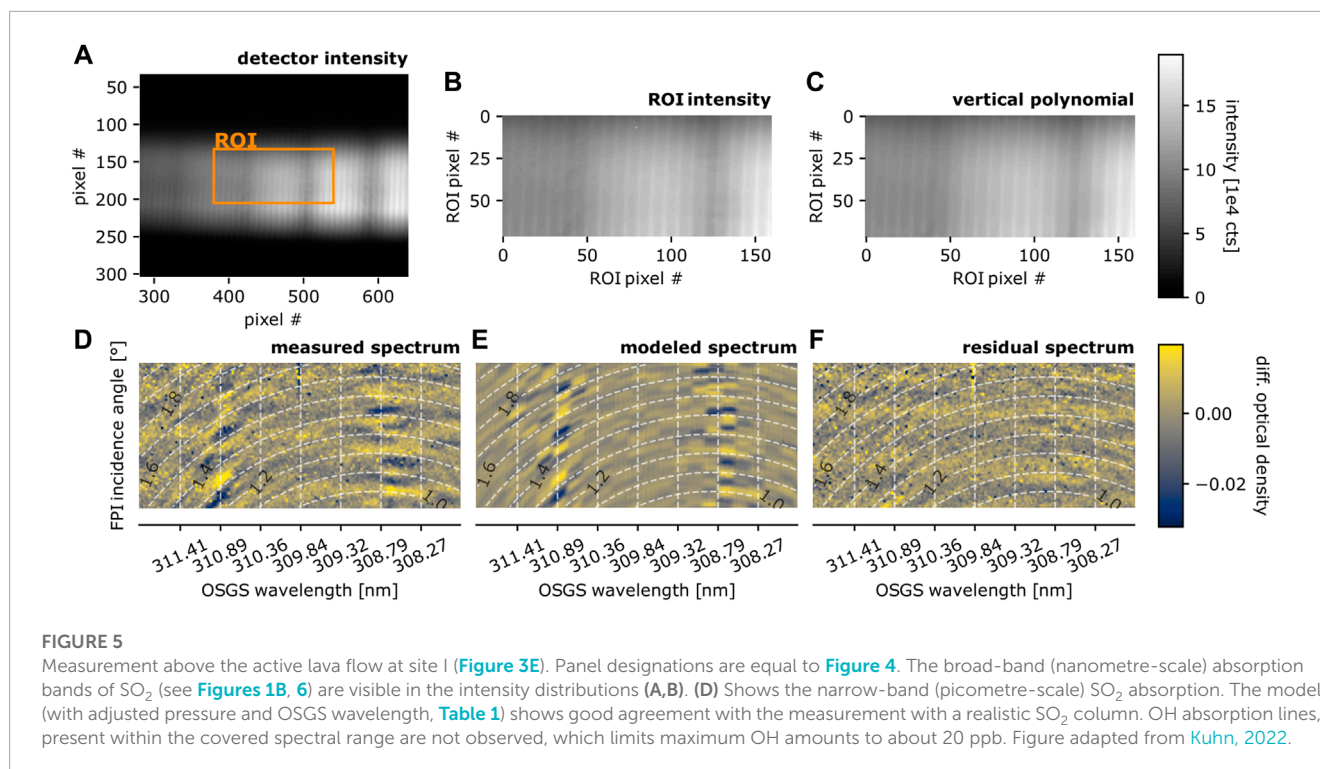 A
detector intensity
50
100
150
200
250
300
pixel #
ROI
300 400 500 600
pixel #
B
ROI intensity
0
25
50
ROI pixel #
0 50 100 150
ROI pixel #
C
vertical polynomial
0
25
50
ROI pixel #
0 50 100 150
ROI pixel #
15
10
5
0
intensity [1e4 cts]
D
measured spectrum
FPI incidence angle [°]
1.8
1.6
1.4
1.2
1.0
311.41 310.89 310.36 309.84 309.32 308.79 308.27
OSGS wavelength [nm]
E
modeled spectrum
1.8
1.6
1.4
1.2
1.0
311.41 310.89 310.36 309.84 309.32 308.79 308.27
OSGS wavelength [nm]
F
residual spectrum
1.8
1.6
1.4
1.2
1.0
311.41 310.89 310.36 309.84 309.32 308.79 308.27
OSGS wavelength [nm]
0.00
−0.02
diff. optical density
FIGURE 5
Measurement above the active lava flow at site I (Figure 3E). Panel designations are equal to Figure 4. The broad-band (nanometre-scale) absorption
bands of SO₂ (see Figures 1B, 6) are visible in the intensity distributions (A,B). (D) Shows the narrow-band (picometre-scale) SO₂ absorption. The model
(with adjusted pressure and OSGS wavelength, Table 1) shows good agreement with the measurement with a realistic SO₂ column. OH absorption lines,
present within the covered spectral range are not observed, which limits maximum OH amounts to about 20 ppb. Figure adapted from Kuhn, 2022.